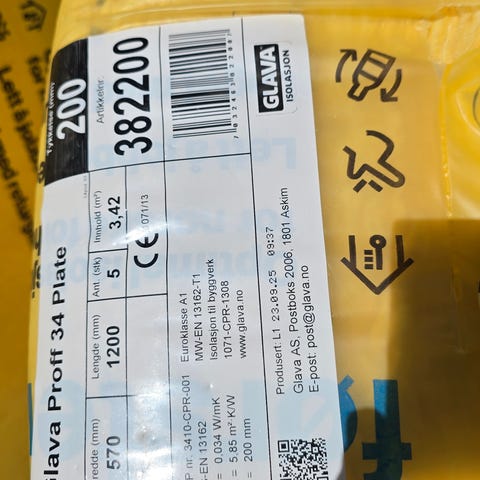 Glava Proff 34 Plate
Tykkelse (mm)
200
Artikkelnr.
382200
Bredde (mm)
570
Lengde (mm)
1200
Ant. (stk)
5
Innhold (m²)
3,42
CE 071/13
P nr. 3410-CPR-001
EN 13162
= 0.034 W/mK
= 5.85 m² K/W
= 200 mm
Euroklasse A1
MW-EN 13162-T1
Isolasjon til byggverk
1071-CPR-1308
www.glava.no
GLAVA
ISOLASJON
Produsert: L1 23.09.25 09:37
Glava AS, Postboks 2006, 1801 Askim
E-post: post@glava.no